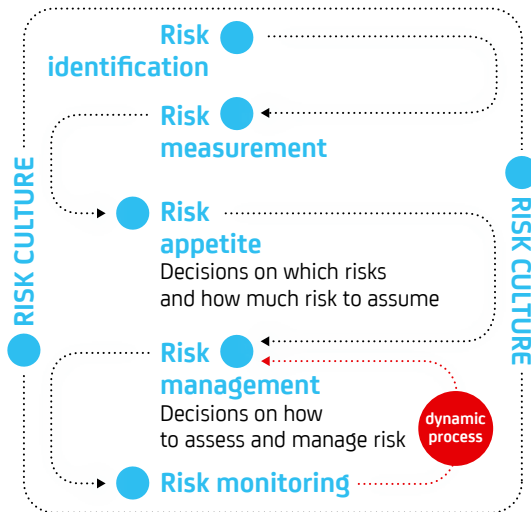 Risk
identification
Risk
measurement
Risk
appetite
Decisions on which risks
and how much risk to assume
Risk
management
Decisions on how
to assess and manage risk
dynamic
process
Risk monitoring
RISK CULTURE
RISK CULTURE